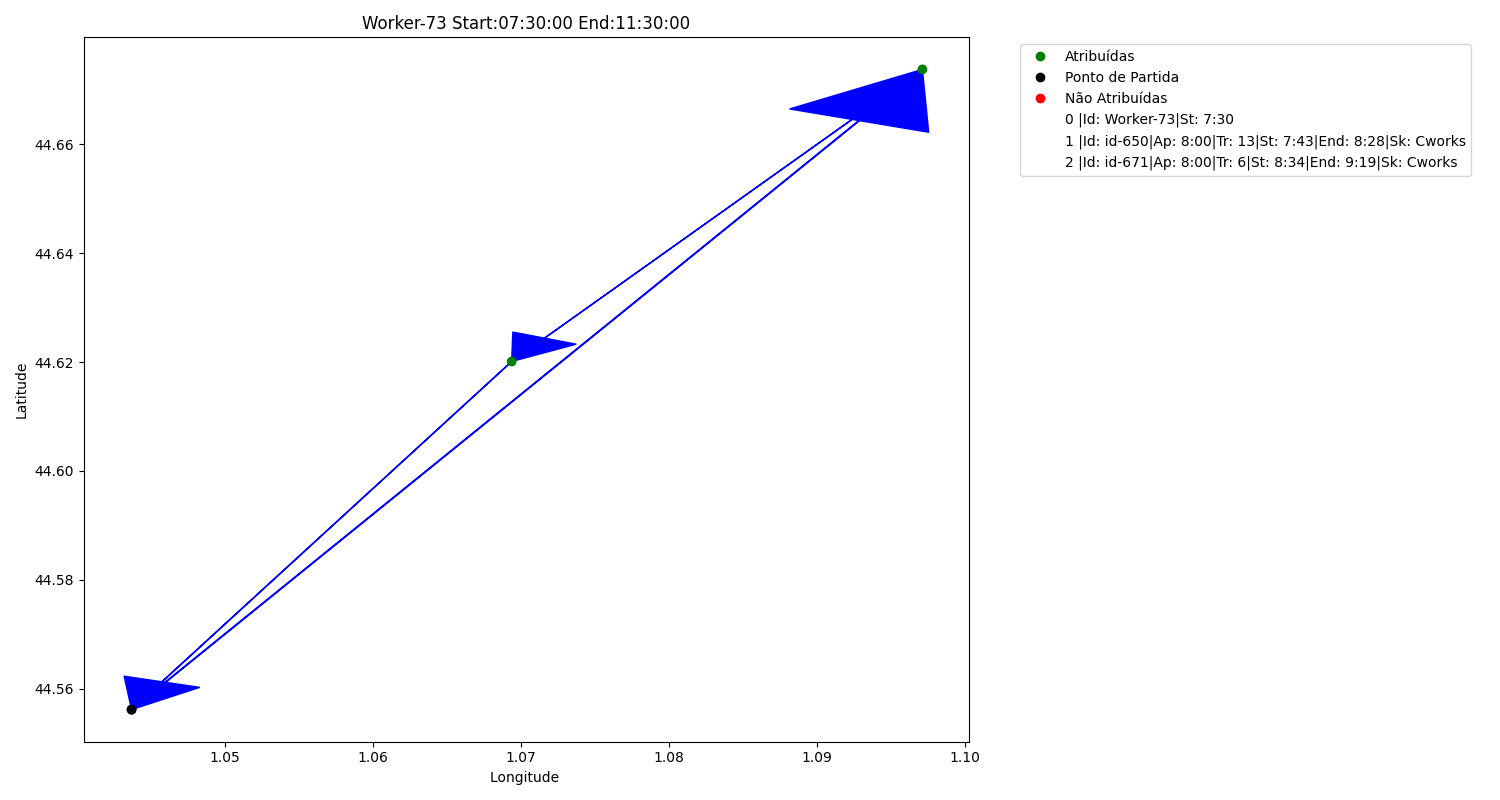 Worker-73 Start:07:30:00 End:11:30:00
Atribuídas
Ponto de Partida
Não Atribuídas
0 |Id: Worker-73|St: 7:30
1 |Id: id-650|Ap: 8:00|Tr: 13|St: 7:43|End: 8:28|Sk: Cworks
2 |Id: id-671|Ap: 8:00|Tr: 6|St: 8:34|End: 9:19|Sk: Cworks
Latitude
44.66
44.64
44.62
44.60
44.58
44.56
1.05 1.06 1.07 1.08 1.09 1.10
Longitude